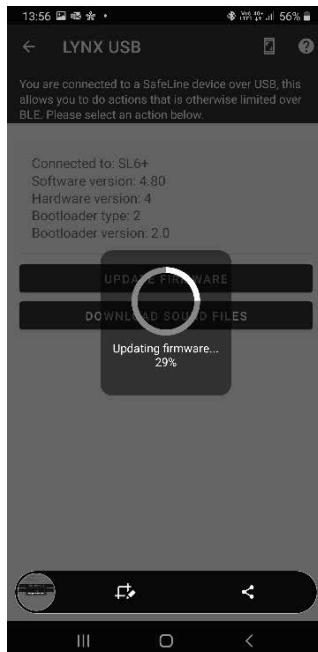 13:56 56%
LYNX USB
You are connected to a SafeLine device over USB, this
allows you to do actions that is otherwise limited over
BLE. Please select an action below.
Connected to: SL6+
Software version: 4.80
Hardware version: 4
Bootloader type: 2
Bootloader version: 2.0
UPDATE FIRMWARE
DOWNLOAD SOUND FILES
Updating firmware...
29%